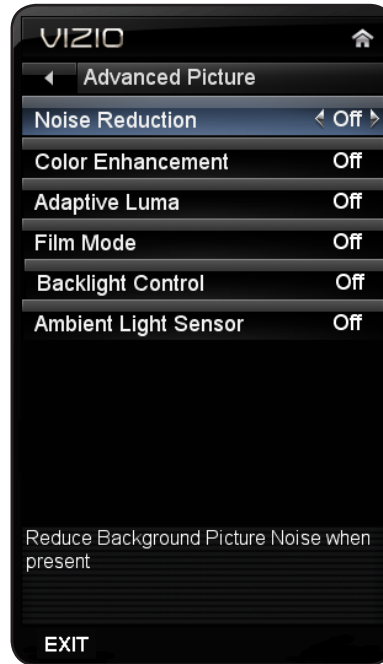 VIZIO
Advanced Picture
Noise Reduction Off
Color Enhancement Off
Adaptive Luma Off
Film Mode Off
Backlight Control Off
Ambient Light Sensor Off
Reduce Background Picture Noise when
present
EXIT